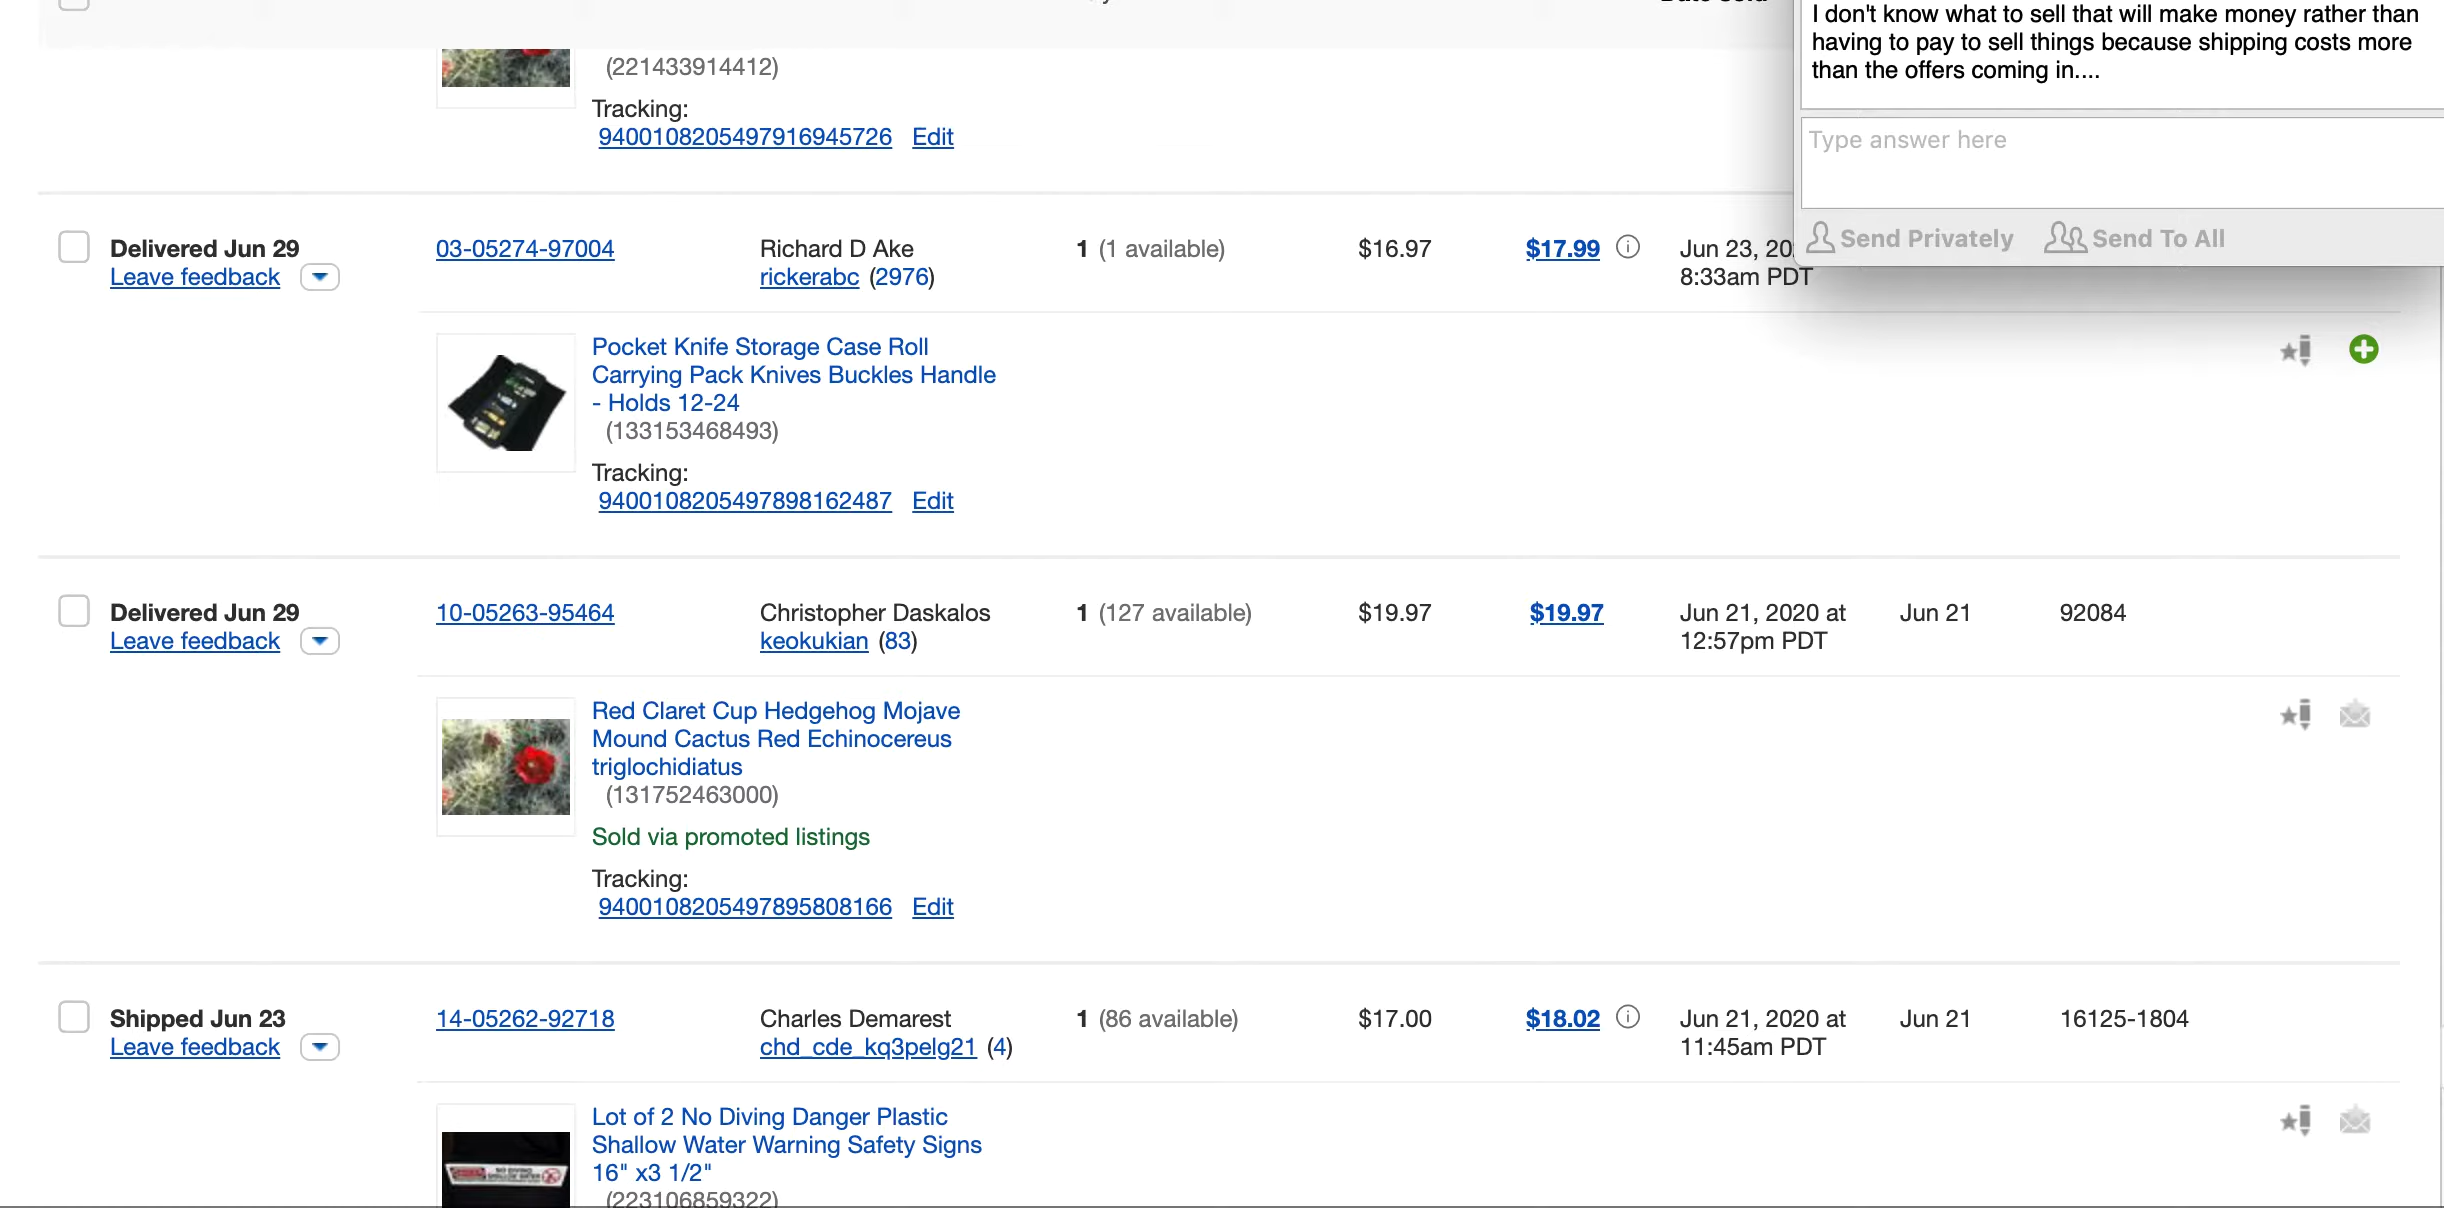 I don't know what to sell that will make money rather than
having to pay to sell things because shipping costs more
than the offers coming in....
Type answer here
Send Privately Send To All
(221433914412)
Tracking:
9400108205497916945726 Edit
Delivered Jun 29 03-05274-97004 Richard D Ake 1 (1 available) $16.97 $17.99 Jun 23, 20
Leave feedback rickerabc (2976) 8:33am PDT
Pocket Knife Storage Case Roll
Carrying Pack Knives Buckles Handle
- Holds 12-24
(133153468493)
Tracking:
9400108205497898162487 Edit
Delivered Jun 29 10-05263-95464 Christopher Daskalos 1 (127 available) $19.97 $19.97 Jun 21, 2020 at Jun 21 92084
Leave feedback keokukian (83) 12:57pm PDT
Red Claret Cup Hedgehog Mojave
Mound Cactus Red Echinocereus
triglochidiatus
(131752463000)
Sold via promoted listings
Tracking:
9400108205497895808166 Edit
Shipped Jun 23 14-05262-92718 Charles Demarest 1 (86 available) $17.00 $18.02 Jun 21, 2020 at Jun 21 16125-1804
Leave feedback chd_cde_kq3pelg21 (4) 11:45am PDT
Lot of 2 No Diving Danger Plastic
Shallow Water Warning Safety Signs
16" x3 1/2"
(223106859322)